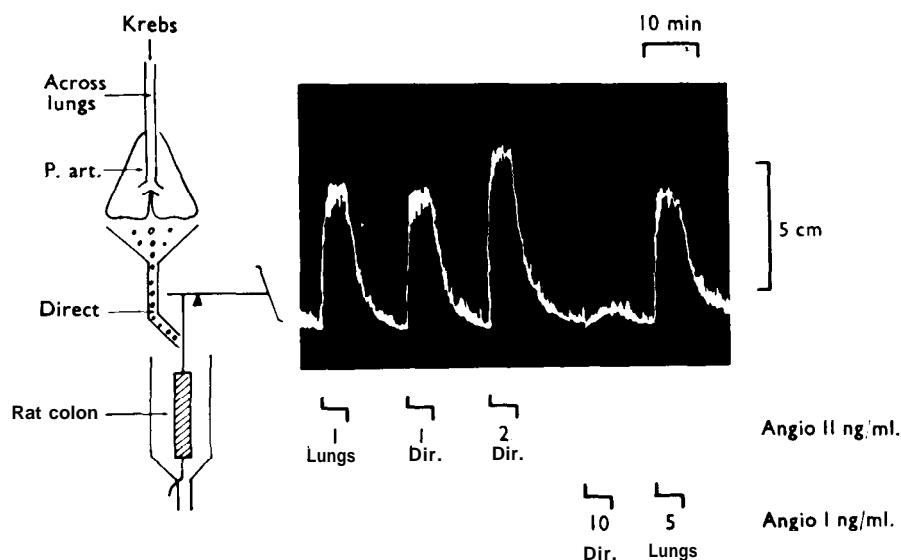 Krebs
10 min
Across
lungs
P. art.
5 cm
Direct
Rat colon
1 1 2 Angio II ng/ml.
Lungs Dir. Dir.
10 5 Angio I ng/ml.
Dir. Lungs